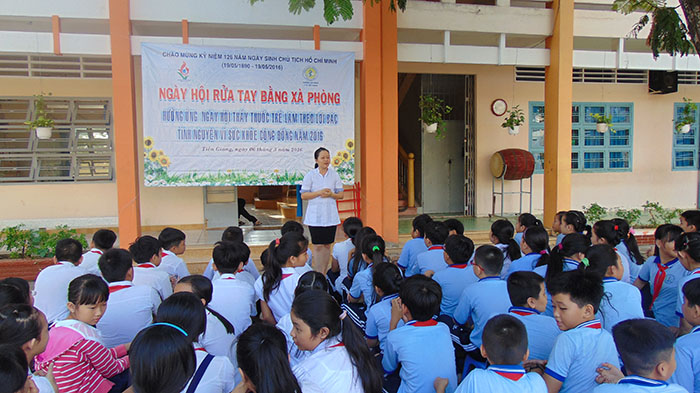 CHÀO MỪNG KỶ NIỆM 126 NĂM NGÀY SINH CHỦ TỊCH HỒ CHÍ MINH
(19/05/1890 - 19/05/2016)
NGÀY HỘI RỬA TAY BẰNG XÀ PHÒNG
HƯỞNG ỨNG NGÀY HỘI THẦY THUỐC TRẺ LÀM THEO LỜI BÁC
TÌNH NGUYỆN VÌ SỨC KHỎE CỘNG ĐỒNG NĂM 2016
Tiền Giang, ngày 06 tháng 5 năm 2016